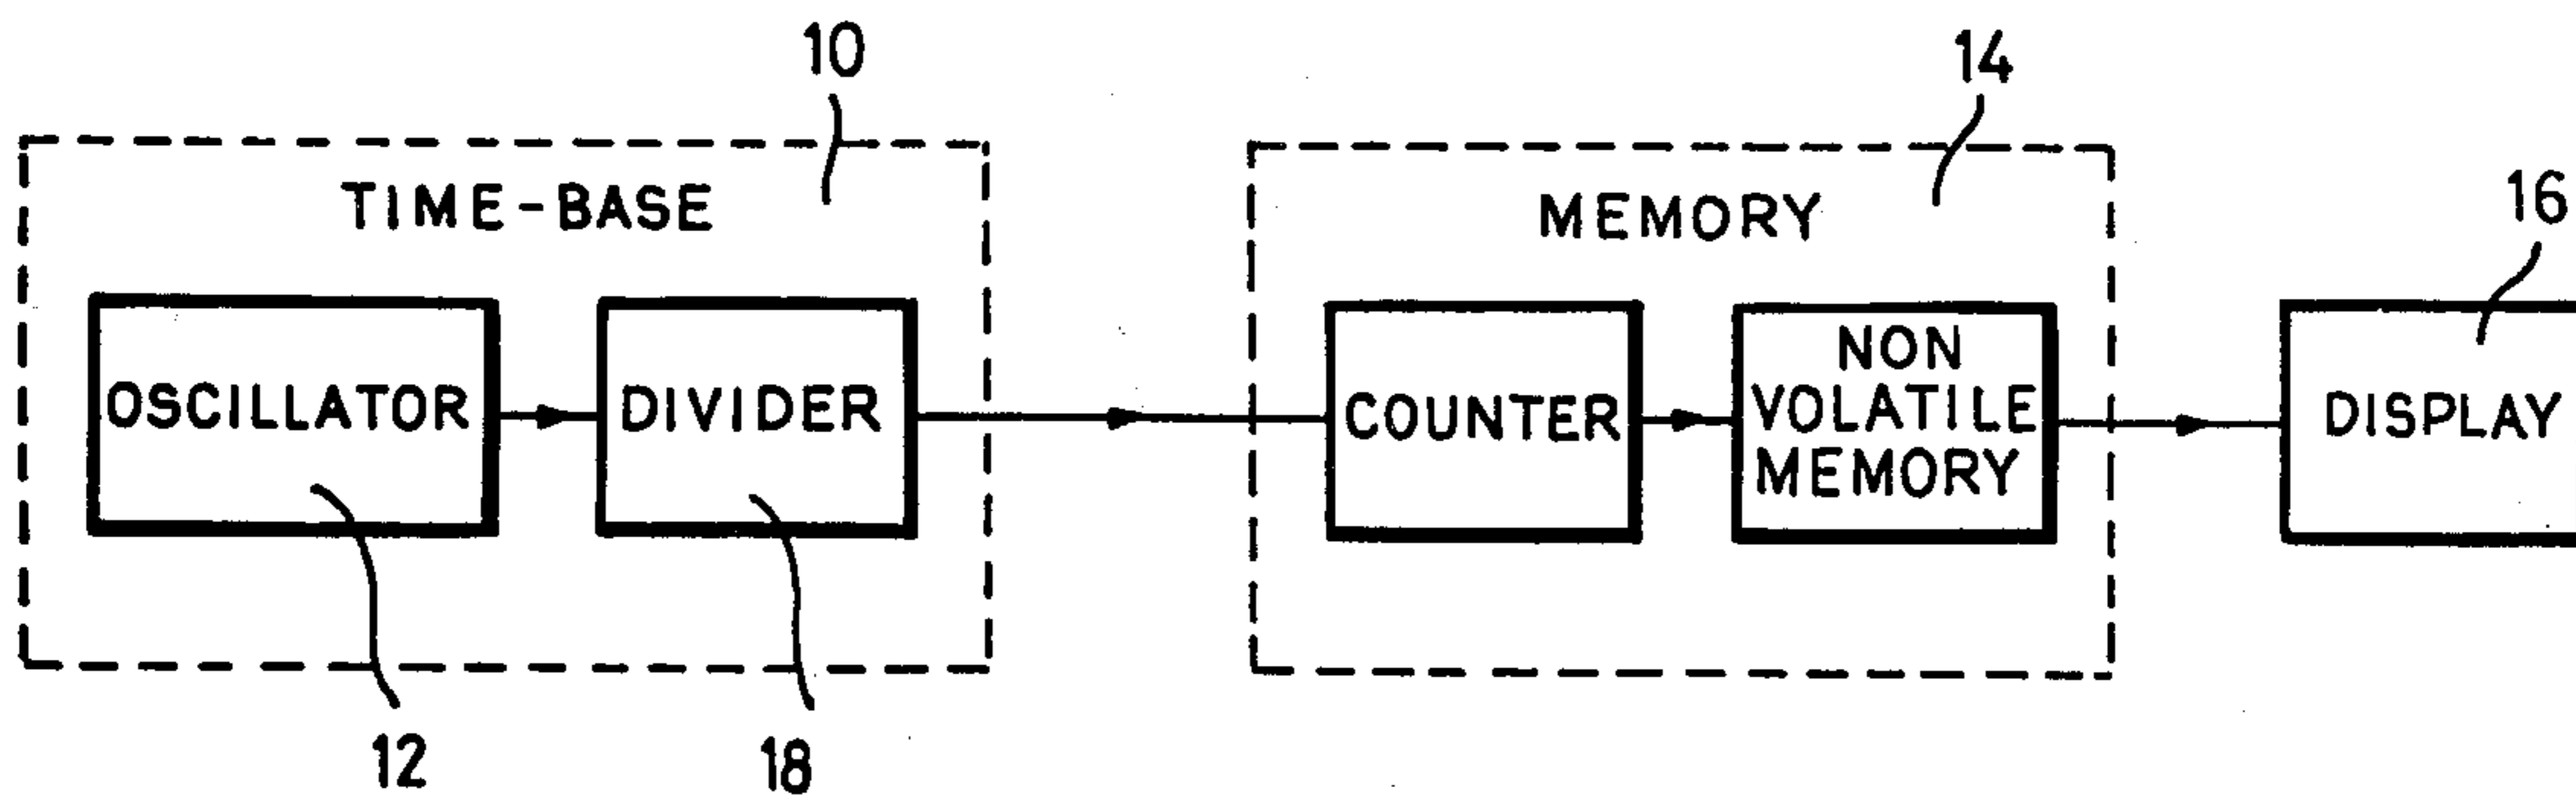 10
14
TIME-BASE
MEMORY
16
OSCILLATOR
DIVIDER
COUNTER
NON
VOLATILE
MEMORY
DISPLAY
12
18